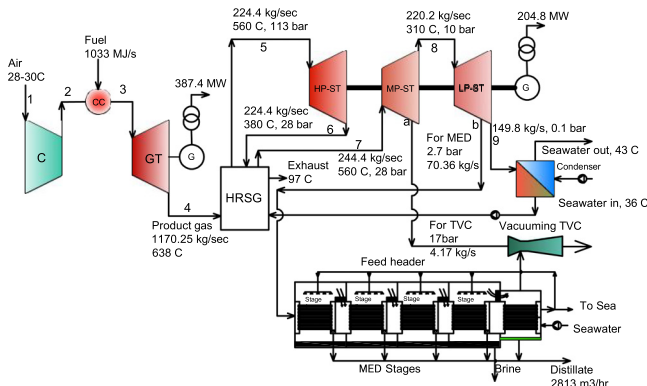 224.4 kg/sec
560 C, 113 bar
220.2 kg/sec
310 C, 10 bar
204.8 MW
Fuel
1033 MJ/s
Air
28-30C
387.4 MW
5
8
1
2
3
CC
HP-ST
MP-ST
LP-ST
G
C
GT
G
224.4 kg/sec
380 C, 28 bar
6
7
a
b
9
For MED
2.7 bar
70.36 kg/s
149.8 kg/s, 0.1 bar
Seawater out, 43 C
Condenser
244.4 kg/sec
560 C, 28 bar
Exhaust
97 C
HRSG
Seawater in, 36 C
4
Product gas
1170.25 kg/sec
638 C
For TVC
17bar
4.17 kg/s
Vacuuming TVC
Feed header
Stage
Stage
Stage
Stage
To Sea
Seawater
MED Stages
Brine
Distillate
2813 m3/hr